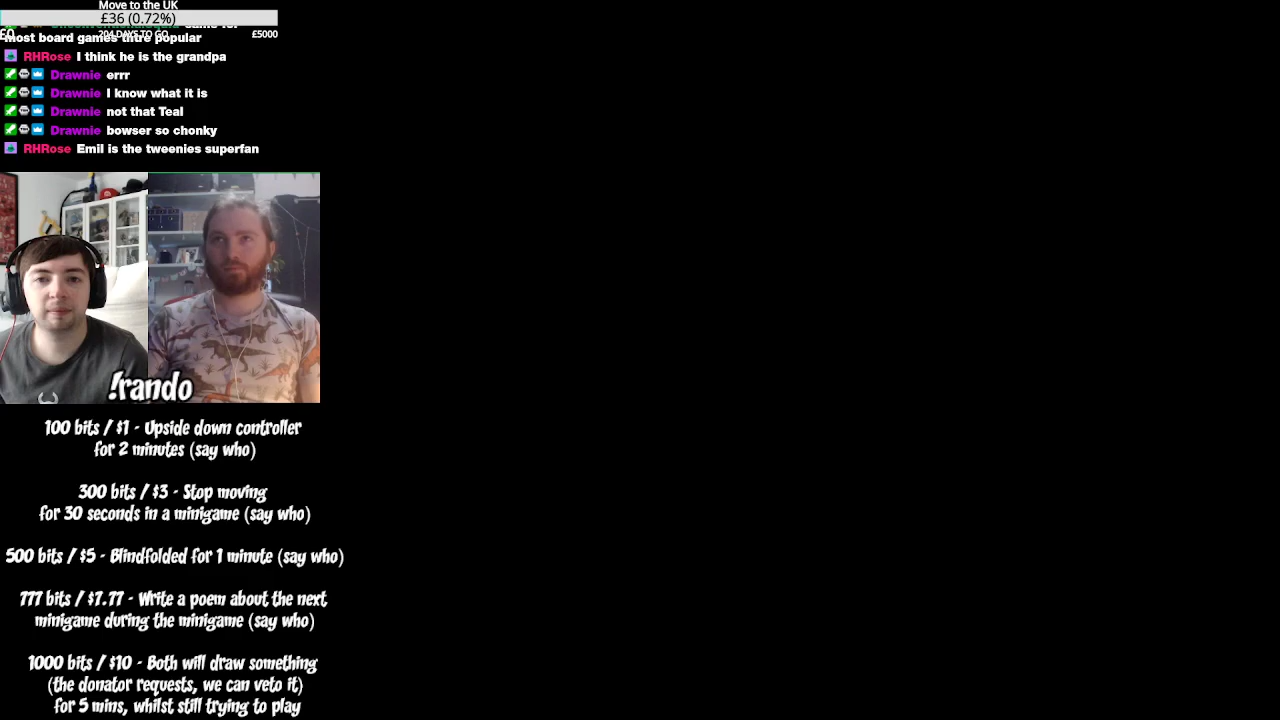 Move to the UK
£36 (0.72%)
£0 204 DAYS TO GO £5000
most board games
popular
RHRose I think he is the grandpa
Drawnie errr
Drawnie I know what it is
Drawnie not that Teal
Drawnie bowser so chonky
RHRose Emil is the tweenies superfan
!rando
100 bits / $1 - Upside down controller
for 2 minutes (say who)
300 bits / $3 - Stop moving
for 30 seconds in a minigame (say who)
500 bits / $5 - Blindfolded for 1 minute (say who)
777 bits / $7.77 - Write a poem about the next
minigame during the minigame (say who)
1000 bits / $10 - Both will draw something
(the donator requests, we can veto it)
for 5 mins, whilst still trying to play